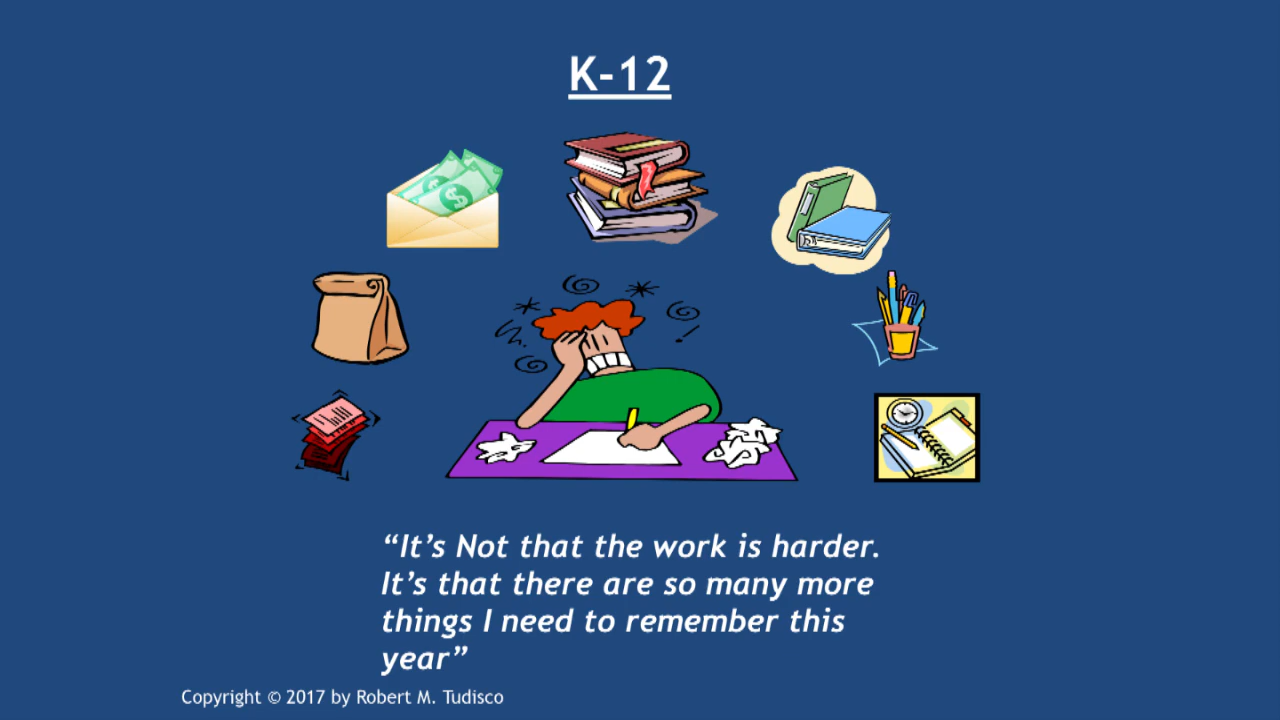 K-12
“It’s Not that the work is harder.
It’s that there are so many more
things I need to remember this
year”
Copyright © 2017 by Robert M. Tudisco